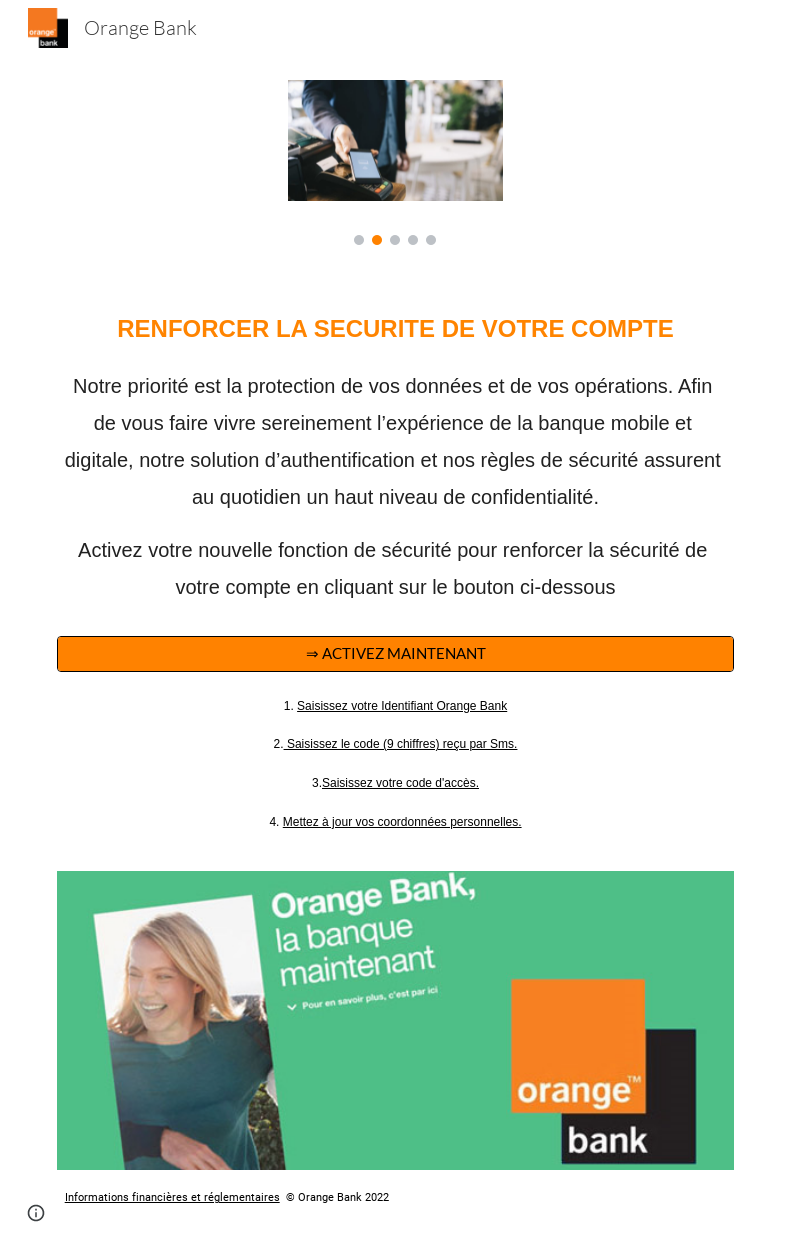 orange
bank
Orange Bank
RENFORCER LA SECURITE DE VOTRE COMPTE
Notre priorité est la protection de vos données et de vos opérations. Afin
de vous faire vivre sereinement l’expérience de la banque mobile et
digitale, notre solution d’authentification et nos règles de sécurité assurent
au quotidien un haut niveau de confidentialité.
Activez votre nouvelle fonction de sécurité pour renforcer la sécurité de
votre compte en cliquant sur le bouton ci-dessous
⇒ ACTIVEZ MAINTENANT
1. Saisissez votre Identifiant Orange Bank
2. Saisissez le code (9 chiffres) reçu par Sms.
3.Saisissez votre code d'accès.
4. Mettez à jour vos coordonnées personnelles.
Orange Bank,
la banque
maintenant
Pour en savoir plus, c'est par ici
orange™
bank
Informations financières et réglementaires © Orange Bank 2022